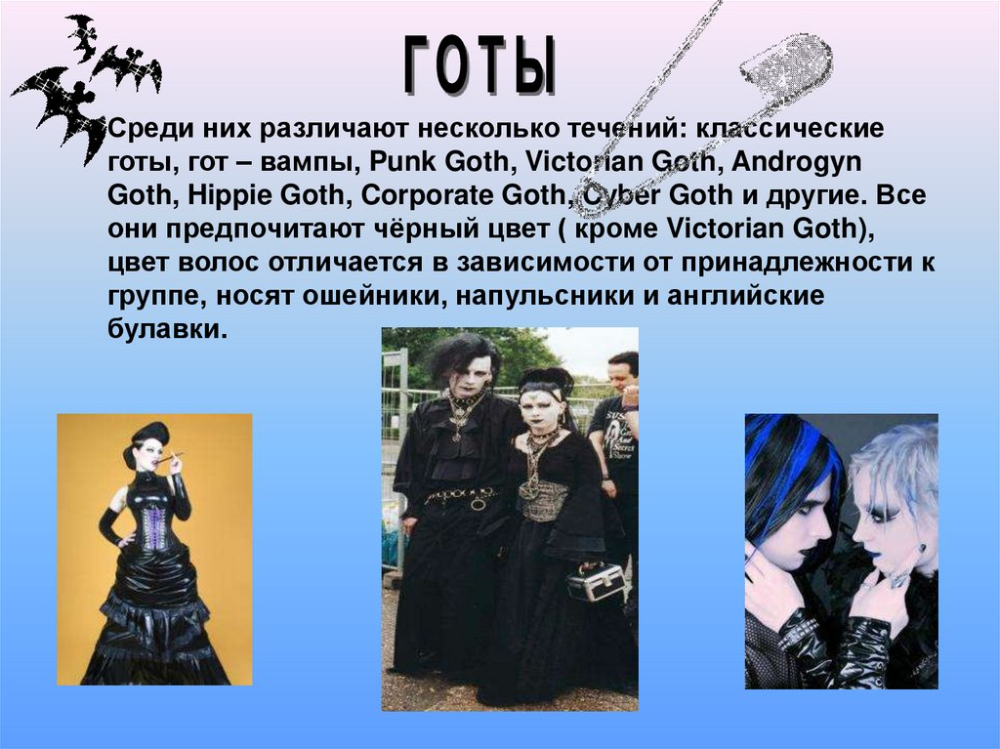 ГОТЫ
Среди них различают несколько течений: классические
готы, гот – вампы, Punk Goth, Victorian Goth, Androgyn
Goth, Hippie Goth, Corporate Goth, Cyber Goth и другие. Все
они предпочитают чёрный цвет ( кроме Victorian Goth),
цвет волос отличается в зависимости от принадлежности к
группе, носят ошейники, напульсники и английские
булавки.